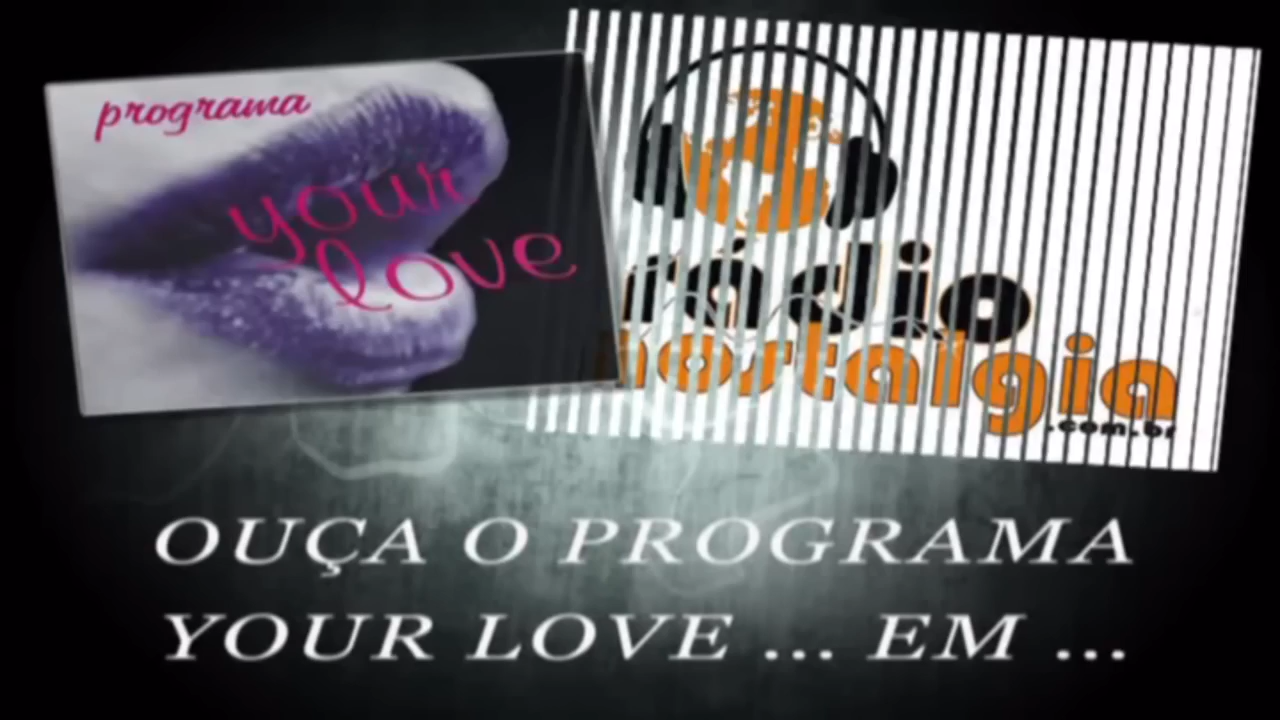 programa
your
love
rádio
nostalgia
.com.br
OUÇA O PROGRAMA
YOUR LOVE ... EM ...